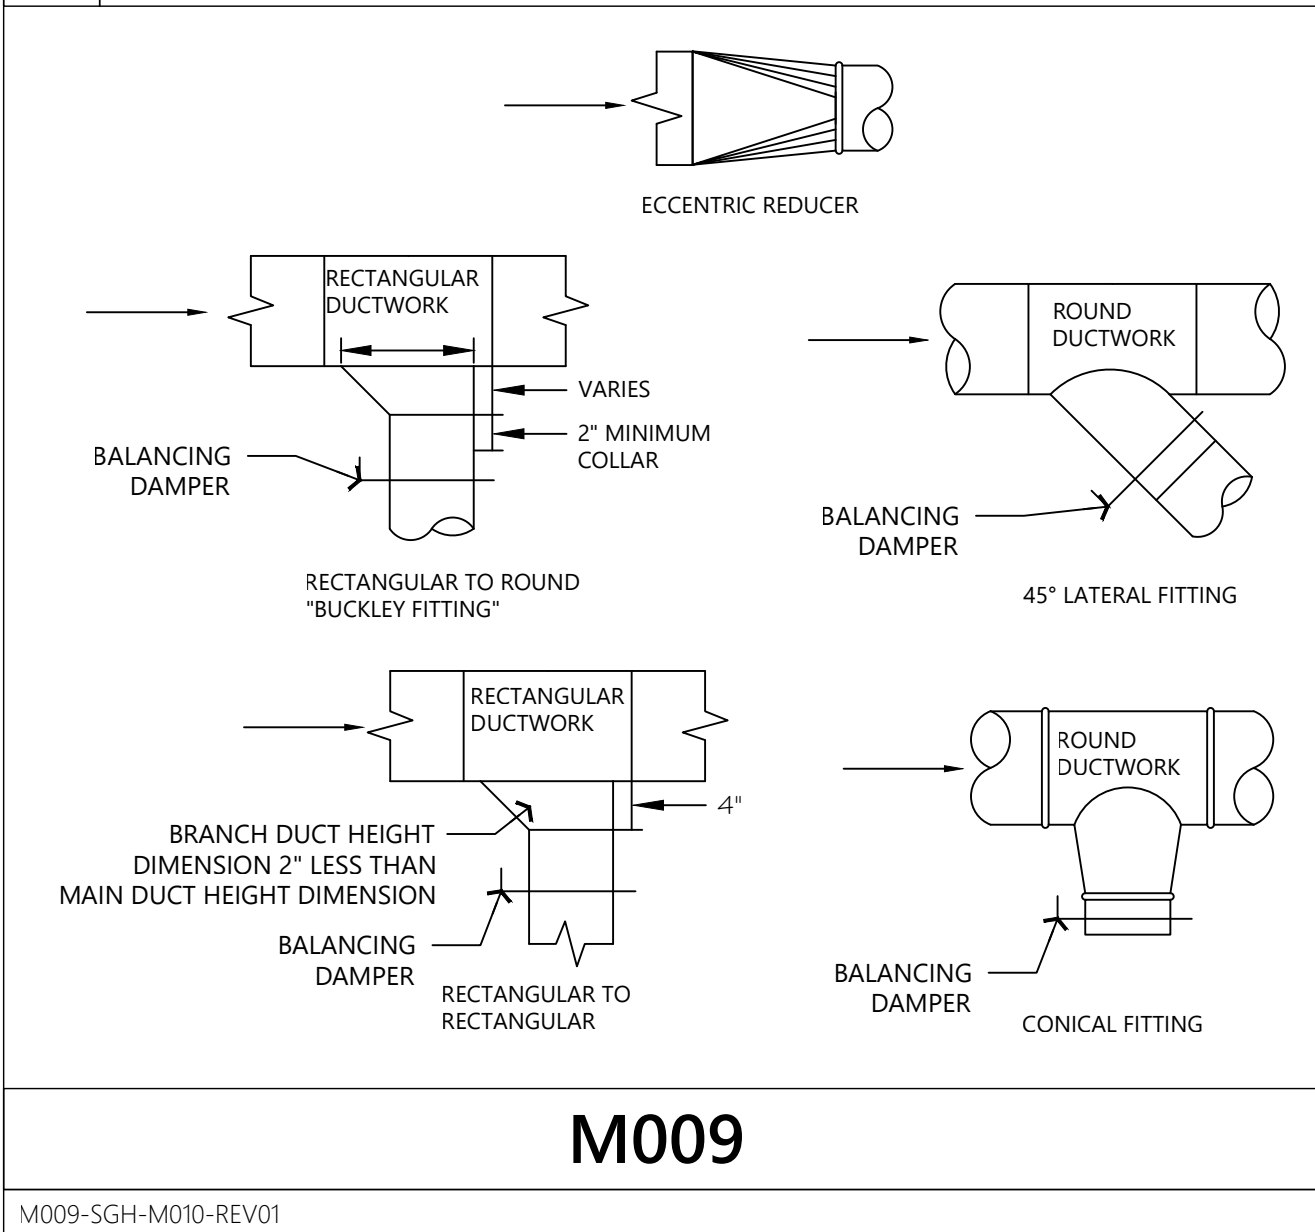 ECCENTRIC REDUCER
RECTANGULAR
DUCTWORK
VARIES
2" MINIMUM
COLLAR
BALANCING
DAMPER
RECTANGULAR TO ROUND
"BUCKLEY FITTING"
ROUND
DUCTWORK
BALANCING
DAMPER
45° LATERAL FITTING
RECTANGULAR
DUCTWORK
4"
BRANCH DUCT HEIGHT
DIMENSION 2" LESS THAN
MAIN DUCT HEIGHT DIMENSION
BALANCING
DAMPER
RECTANGULAR TO
RECTANGULAR
ROUND
DUCTWORK
BALANCING
DAMPER
CONICAL FITTING
M009
M009-SGH-M010-REV01